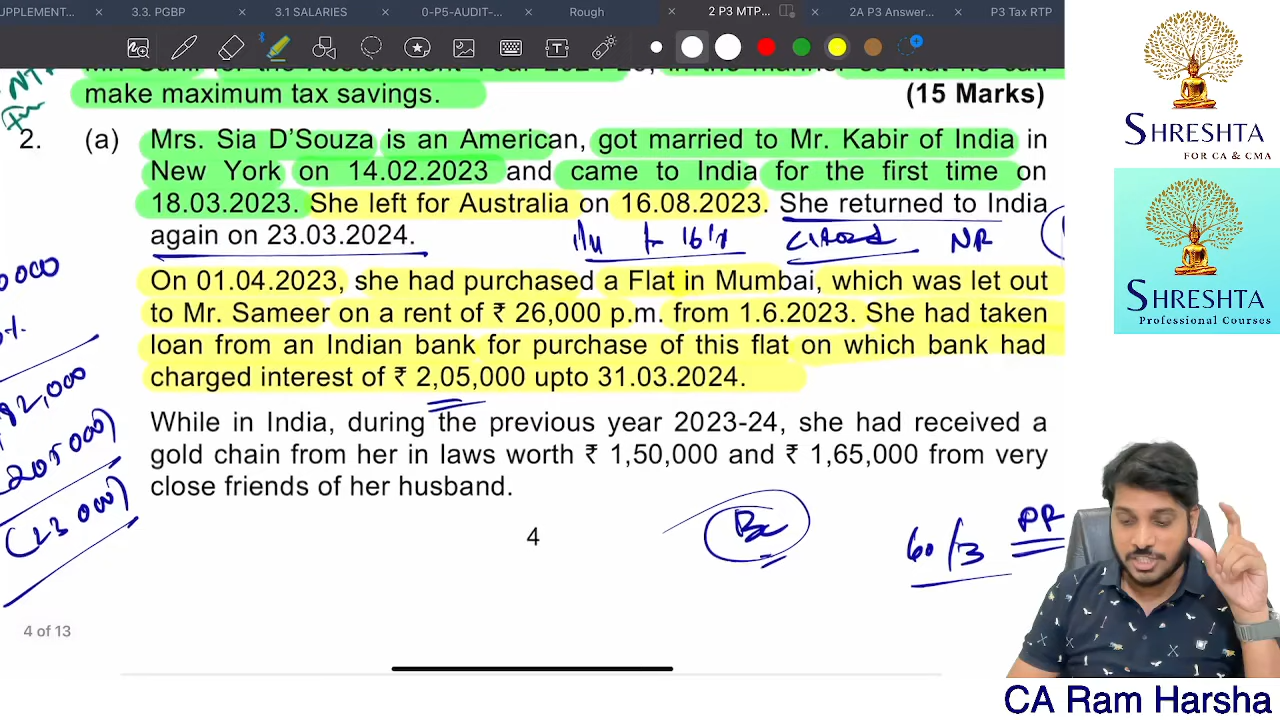 UPPLEMENT...
3.3. PGBP
3.1 SALARIES
0-P5-AUDIT-...
Rough
2 P3 MTP...
2A P3 Answer...
P3 Tax RTP
make maximum tax savings. (15 Marks)
2. (a) Mrs. Sia D'Souza is an American, got married to Mr. Kabir of India in
New York on 14.02.2023 and came to India for the first time on
18.03.2023. She left for Australia on 16.08.2023. She returned to India
again on 23.03.2024.
NR
On 01.04.2023, she had purchased a Flat in Mumbai, which was let out
to Mr. Sameer on a rent of ₹ 26,000 p.m. from 1.6.2023. She had taken
loan from an Indian bank for purchase of this flat on which bank had
charged interest of ₹ 2,05,000 upto 31.03.2024.
While in India, during the previous year 2023-24, she had received a
gold chain from her in laws worth ₹ 1,50,000 and ₹ 1,65,000 from very
close friends of her husband.
4
4 of 13
SHRESHTA
FOR CA & CMA
SHRESHTA
Professional Courses
CA Ram Harsha